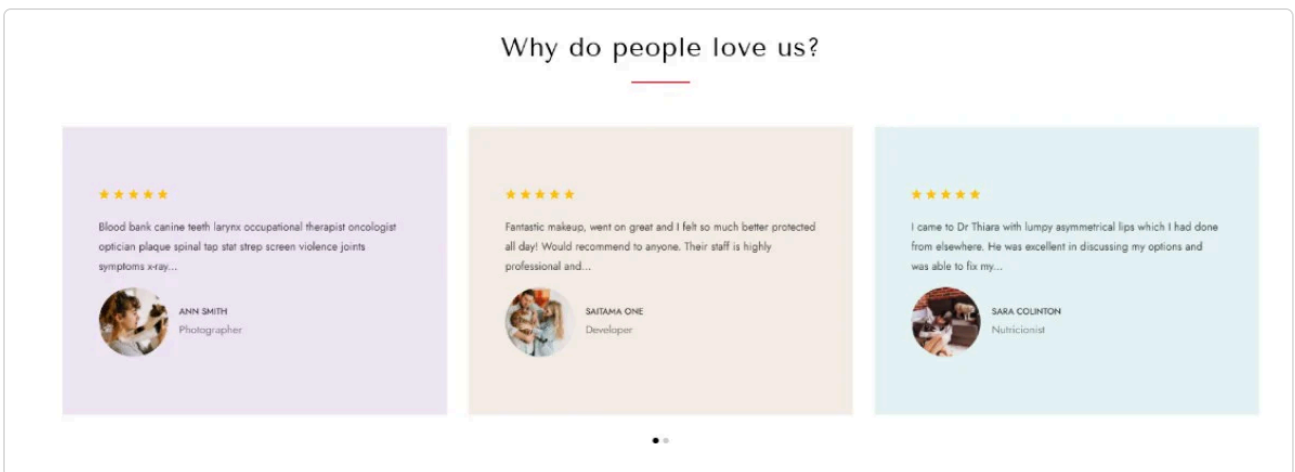 Why do people love us?
Blood bank canine teeth larynx occupational therapist oncologist
optician plaque spinal tap stat strep screen violence joints
symptoms x-ray...
ANN SMITH
Photographer
Fantastic makeup, went on great and I felt so much better protected
all day! Would recommend to anyone. Their staff is highly
professional and...
SAITAMA ONE
Developer
I came to Dr Thiara with lumpy asymmetrical lips which I had done
from elsewhere. He was excellent in discussing my options and
was able to fix my...
SARA COLINTON
Nutricionist